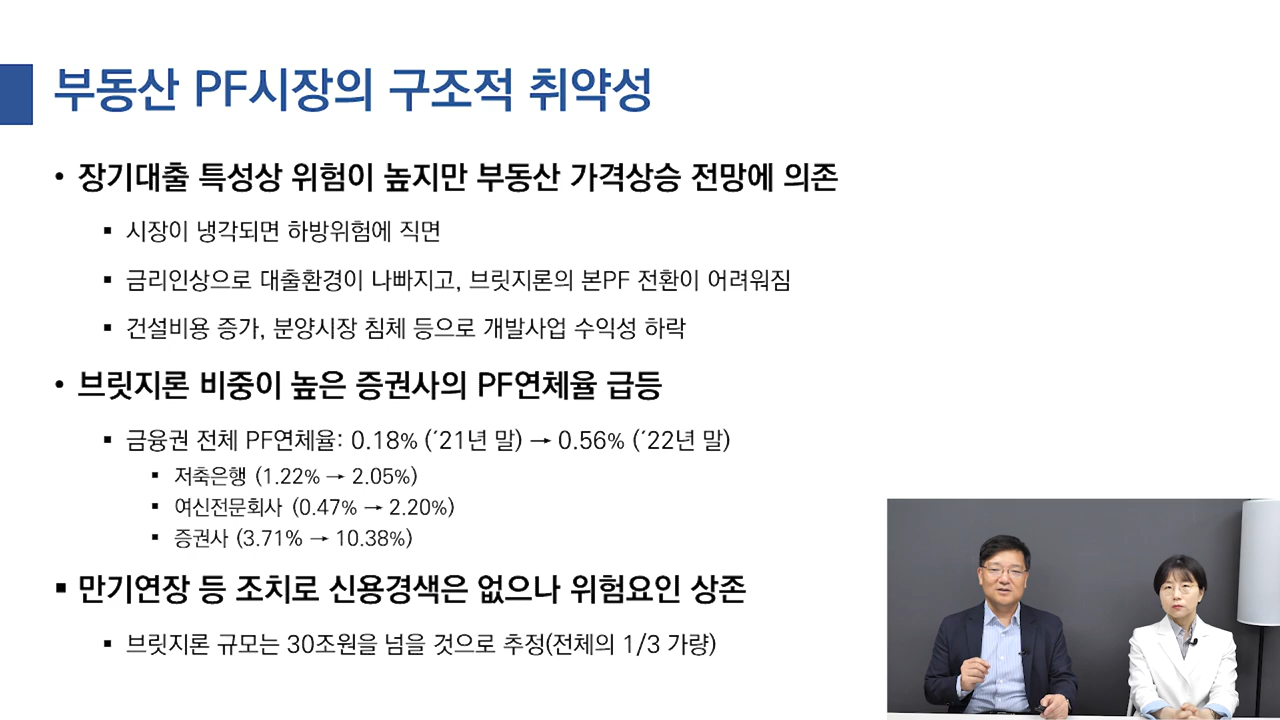 부동산 PF시장의 구조적 취약성
• 장기대출 특성상 위험이 높지만 부동산 가격상승 전망에 의존
▪ 시장이 냉각되면 하방위험에 직면
▪ 금리인상으로 대출환경이 나빠지고, 브릿지론의 본PF 전환이 어려워짐
▪ 건설비용 증가, 분양시장 침체 등으로 개발사업 수익성 하락
• 브릿지론 비중이 높은 증권사의 PF연체율 급등
▪ 금융권 전체 PF연체율: 0.18% (´21년 말) → 0.56% (´22년 말)
▪ 저축은행 (1.22% → 2.05%)
▪ 여신전문회사 (0.47% → 2.20%)
▪ 증권사 (3.71% → 10.38%)
▪ 만기연장 등 조치로 신용경색은 없으나 위험요인 상존
▪ 브릿지론 규모는 30조원을 넘을 것으로 추정(전체의 1/3 가량)